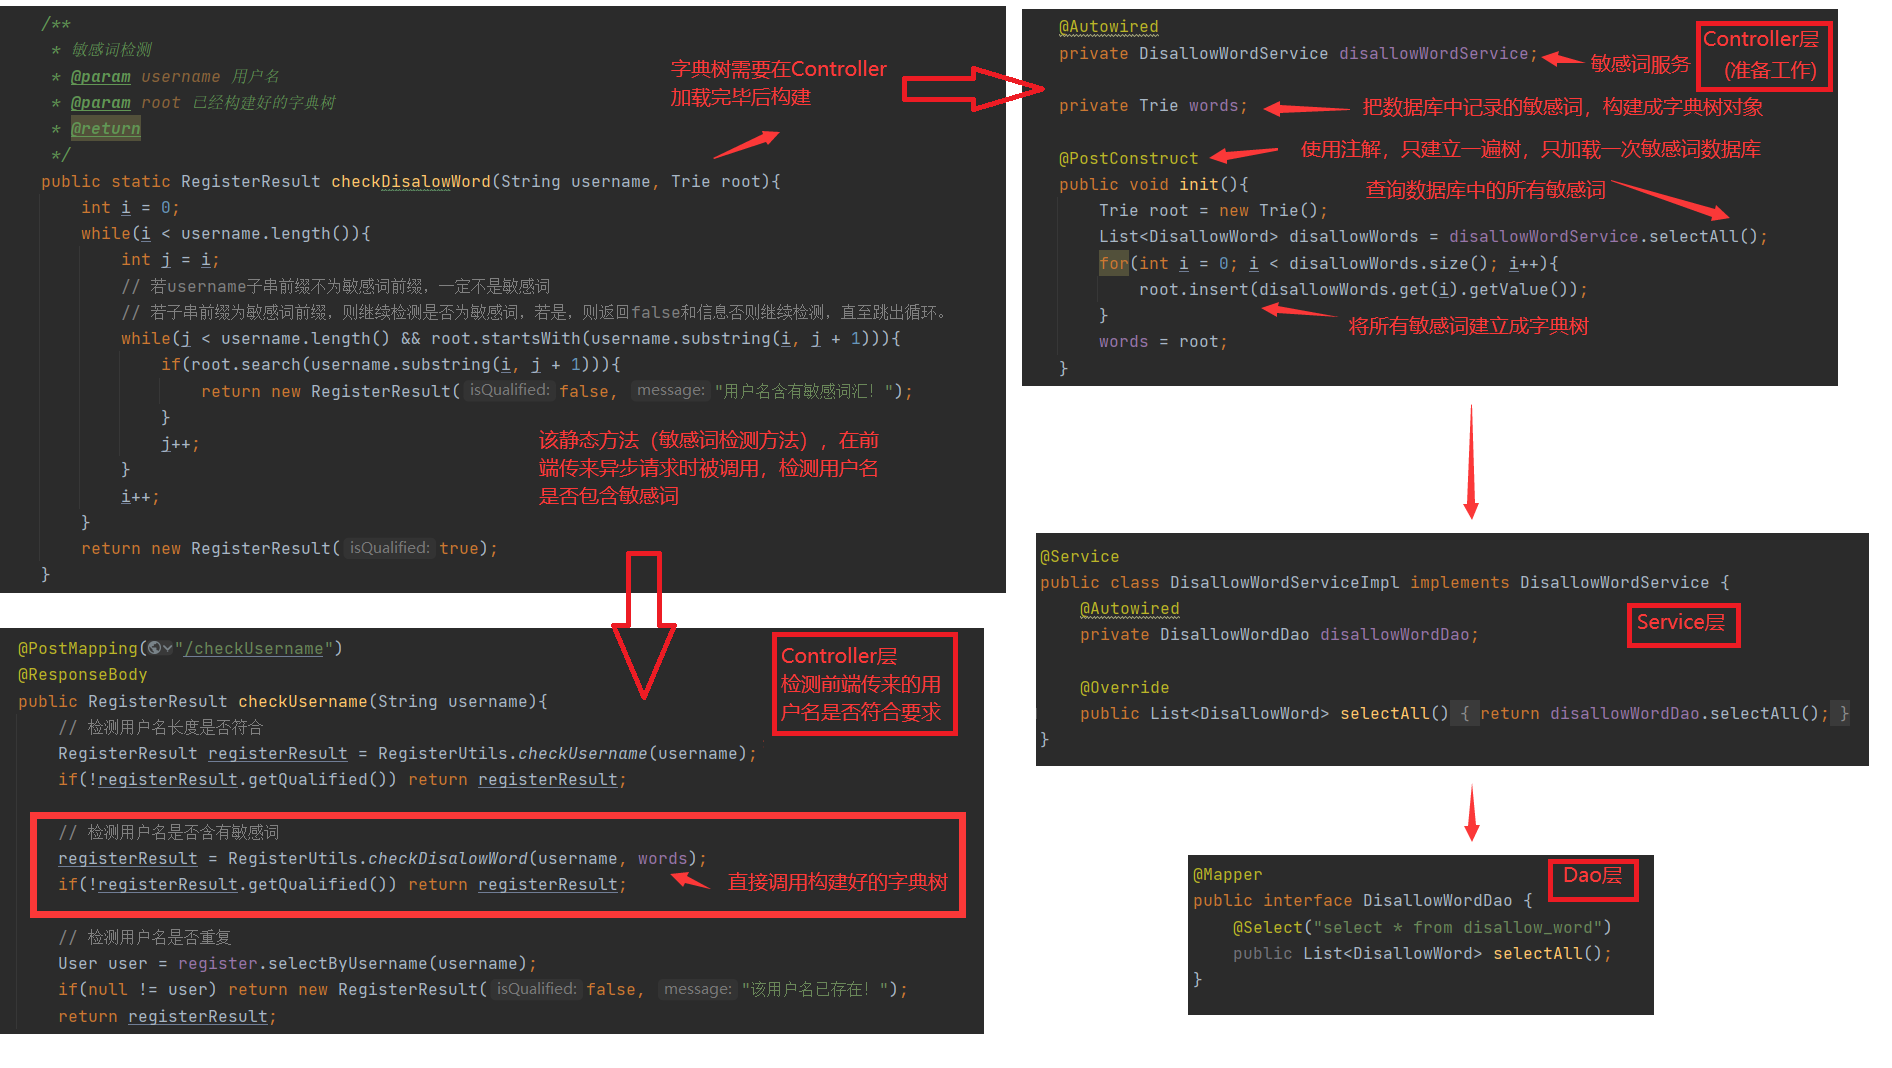 /**
* 敏感词检测
* @param username 用户名
* @param root 已经构建好的字典树
* @return
*/
public static RegisterResult checkDisalowWord(String username, Trie root){
int i = 0;
while(i < username.length()){
int j = i;
// 若username子串前缀不为敏感词前缀，一定不是敏感词
// 若子串前缀为敏感词前缀，则继续检测是否为敏感词，若是，则返回false和信息否则继续检测，直至跳出循环。
while(j < username.length() && root.startsWith(username.substring(i, j + 1))){
if(root.search(username.substring(i, j + 1))){
return new RegisterResult( isQualified: false, message: "用户名含有敏感词汇！");
}
j++;
}
i++;
}
return new RegisterResult( isQualified: true);
}
字典树需要在Controller
加载完毕后构建
该静态方法（敏感词检测方法），在前
端传来异步请求时被调用，检测用户名
是否包含敏感词
@Autowired
private DisallowWordService disallowWordService;
敏感词服务
Controller层
(准备工作)
private Trie words;
把数据库中记录的敏感词，构建成字典树对象
@PostConstruct
使用注解，只建立一遍树，只加载一次敏感词数据库
public void init(){
查询数据库中的所有敏感词
Trie root = new Trie();
List<DisallowWord> disallowWords = disallowWordService.selectAll();
for(int i = 0; i < disallowWords.size(); i++){
root.insert(disallowWords.get(i).getValue());
}
将所有敏感词建立成字典树
words = root;
}
@PostMapping("/checkUsername")
@ResponseBody
public RegisterResult checkUsername(String username){
// 检测用户名长度是否符合
RegisterResult registerResult = RegisterUtils.checkUsername(username);
if(!registerResult.getQualified()) return registerResult;
Controller层
检测前端传来的用
户名是否符合要求
// 检测用户名是否含有敏感词
registerResult = RegisterUtils.checkDisalowWord(username, words);
if(!registerResult.getQualified()) return registerResult;
直接调用构建好的字典树
// 检测用户名是否重复
User user = register.selectByUsername(username);
if(null != user) return new RegisterResult( isQualified: false, message: "该用户名已存在！");
return registerResult;
@Service
public class DisallowWordServiceImpl implements DisallowWordService {
@Autowired
private DisallowWordDao disallowWordDao;
Service层
@Override
public List<DisallowWord> selectAll() { return disallowWordDao.selectAll(); }
}
@Mapper
Dao层
public interface DisallowWordDao {
@Select("select * from disallow_word")
public List<DisallowWord> selectAll();
}